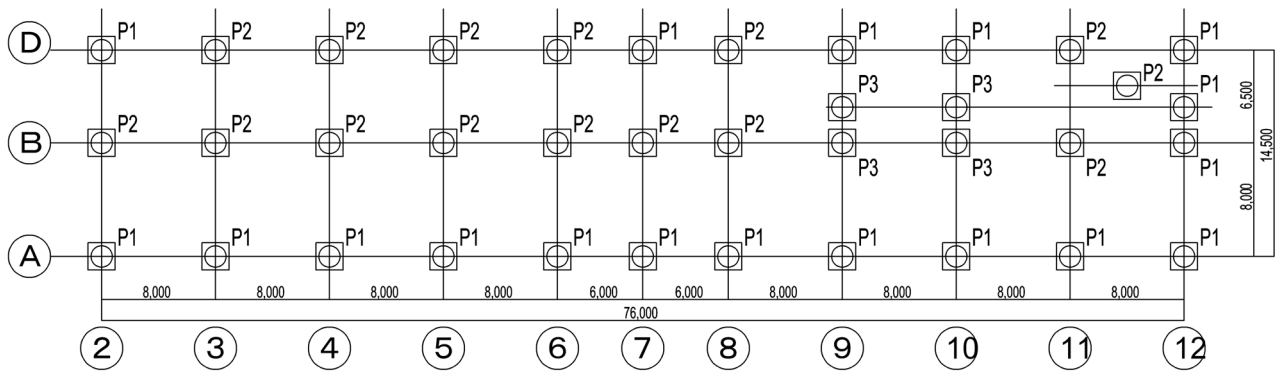 D P1 P2 P2 P2 P2 P1 P2 P1 P1 P2 P1
P3 P3 P2 P1
6,500
B P2 P2 P2 P2 P2 P2 P2
14,500
P3 P3 P2 P1
8,000
A P1 P1 P1 P1 P1 P1 P1 P1 P1 P1 P1
8,000 8,000 8,000 8,000 6,000 6,000 8,000 8,000 8,000 8,000
76,000
2 3 4 5 6 7 8 9 10 11 12